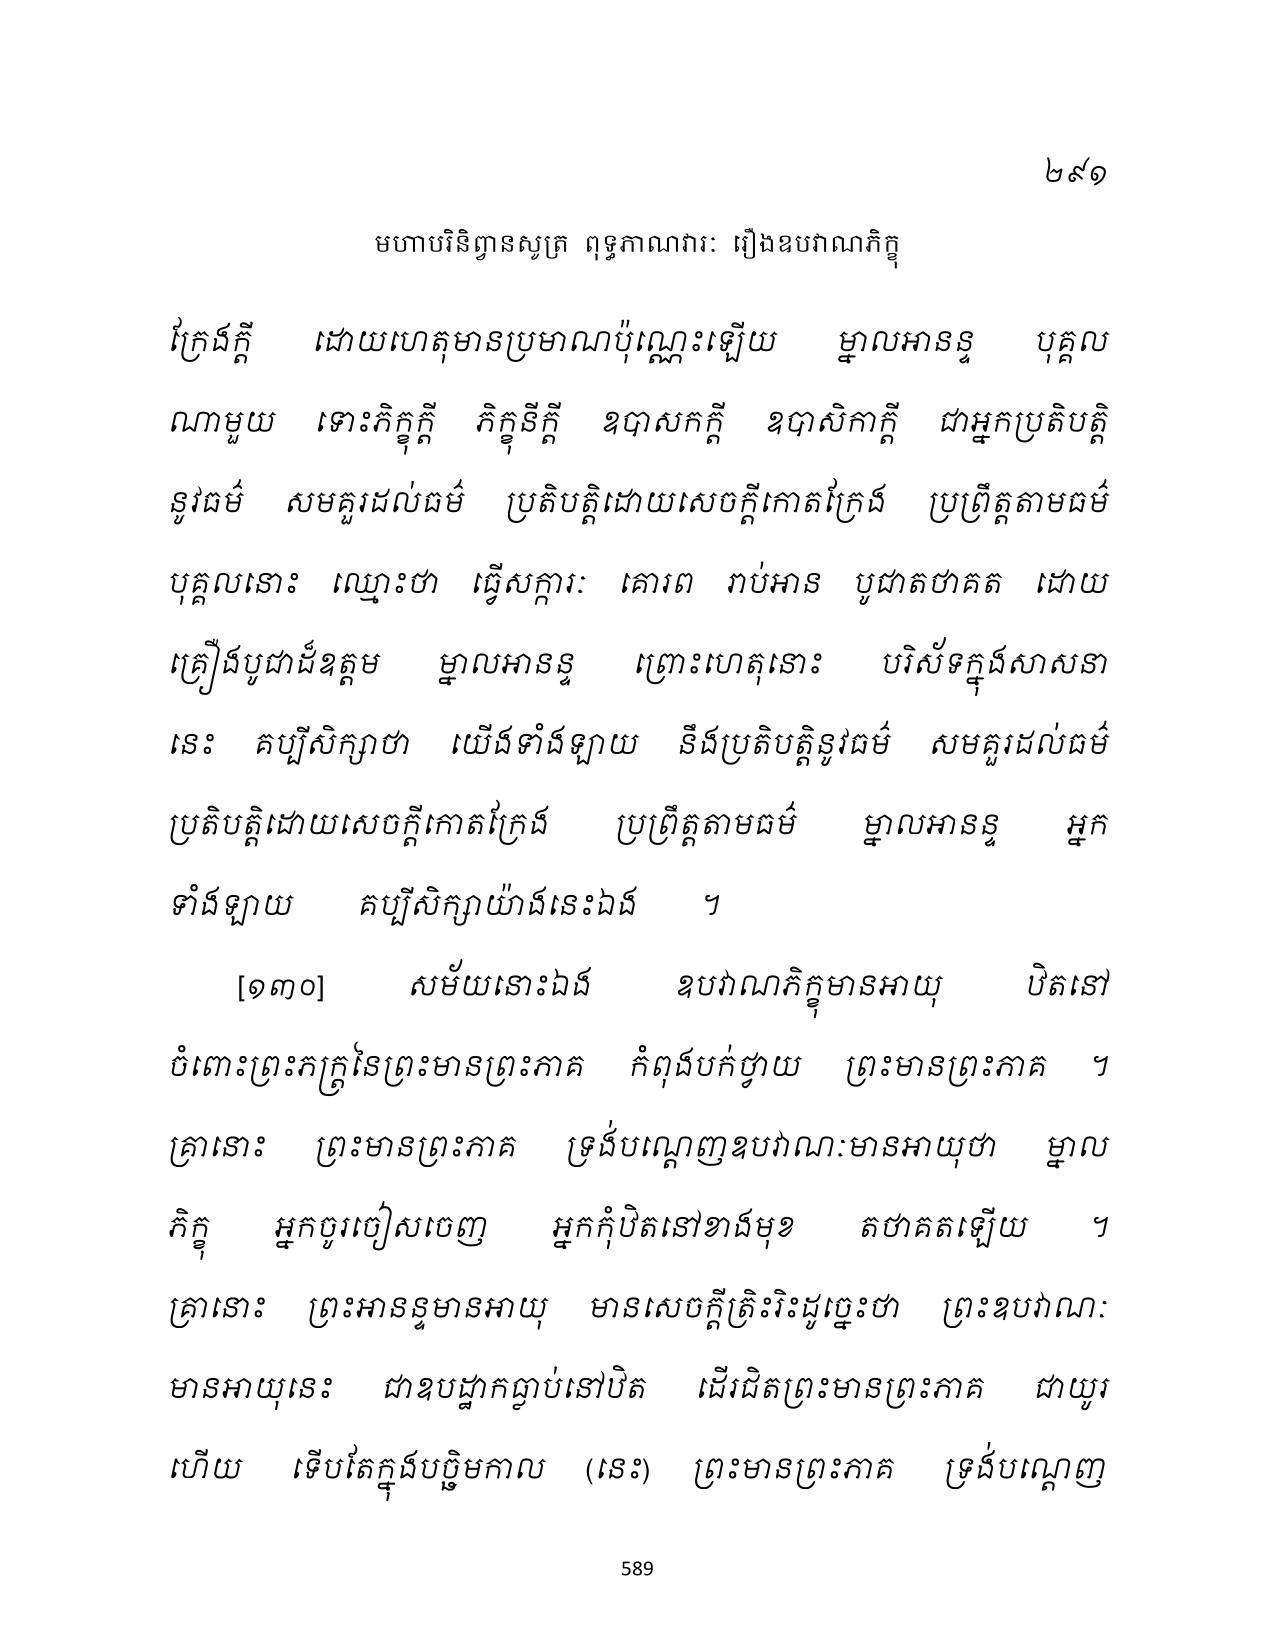 ២៩១
មហាបរិនិព្វានសូត្រ ពុទ្ធភាណវារៈ រឿងឧបវាណភិក្ខុ
ក្រែងក្តី ដោយហេតុមានប្រមាណប៉ុណ្ណេះឡើយ ម្នាលអានន្ទ បុគ្គល
ណាមួយ ទោះភិក្ខុក្តី ភិក្ខុនីក្តី ឧបាសកក្តី ឧបាសិកាក្តី ជាអ្នកប្រតិបត្តិ
នូវធម៌ សមគួរដល់ធម៌ ប្រតិបត្តិដោយសេចក្តីកោតក្រែង ប្រព្រឹត្តតាមធម៌
បុគ្គលនោះ ឈ្មោះថា ធ្វើសក្ការៈ គោរព រាប់អាន បូជាតថាគត ដោយ
គ្រឿងបូជាដ៏ឧត្តម ម្នាលអានន្ទ ព្រោះហេតុនោះ បរិស័ទក្នុងសាសនា
នេះ គប្បីសិក្សាថា យើងទាំងឡាយ នឹងប្រតិបត្តិនូវធម៌ សមគួរដល់ធម៌
ប្រតិបត្តិដោយសេចក្តីកោតក្រែង ប្រព្រឹត្តតាមធម៌ ម្នាលអានន្ទ អ្នក
ទាំងឡាយ គប្បីសិក្សាយ៉ាងនេះឯង ។
[១៣០] សម័យនោះឯង ឧបវាណភិក្ខុមានអាយុ ឋិតនៅ
ចំពោះព្រះភក្ត្រនៃព្រះមានព្រះភាគ កំពុងបក់ថ្វាយ ព្រះមានព្រះភាគ ។
គ្រានោះ ព្រះមានព្រះភាគ ទ្រង់បណ្តេញឧបវាណៈមានអាយុថា ម្នាល
ភិក្ខុ អ្នកចូរចៀសចេញ អ្នកកុំឋិតនៅខាងមុខ តថាគតឡើយ ។
គ្រានោះ ព្រះអានន្ទមានអាយុ មានសេចក្តីត្រិះរិះដូច្នេះថា ព្រះឧបវាណៈ
មានអាយុនេះ ជាឧបដ្ឋាកធ្លាប់នៅឋិត ដើរជិតព្រះមានព្រះភាគ ជាយូរ
ហើយ ទើបតែក្នុងបច្ឆិមកាល (នេះ) ព្រះមានព្រះភាគ ទ្រង់បណ្តេញ
589